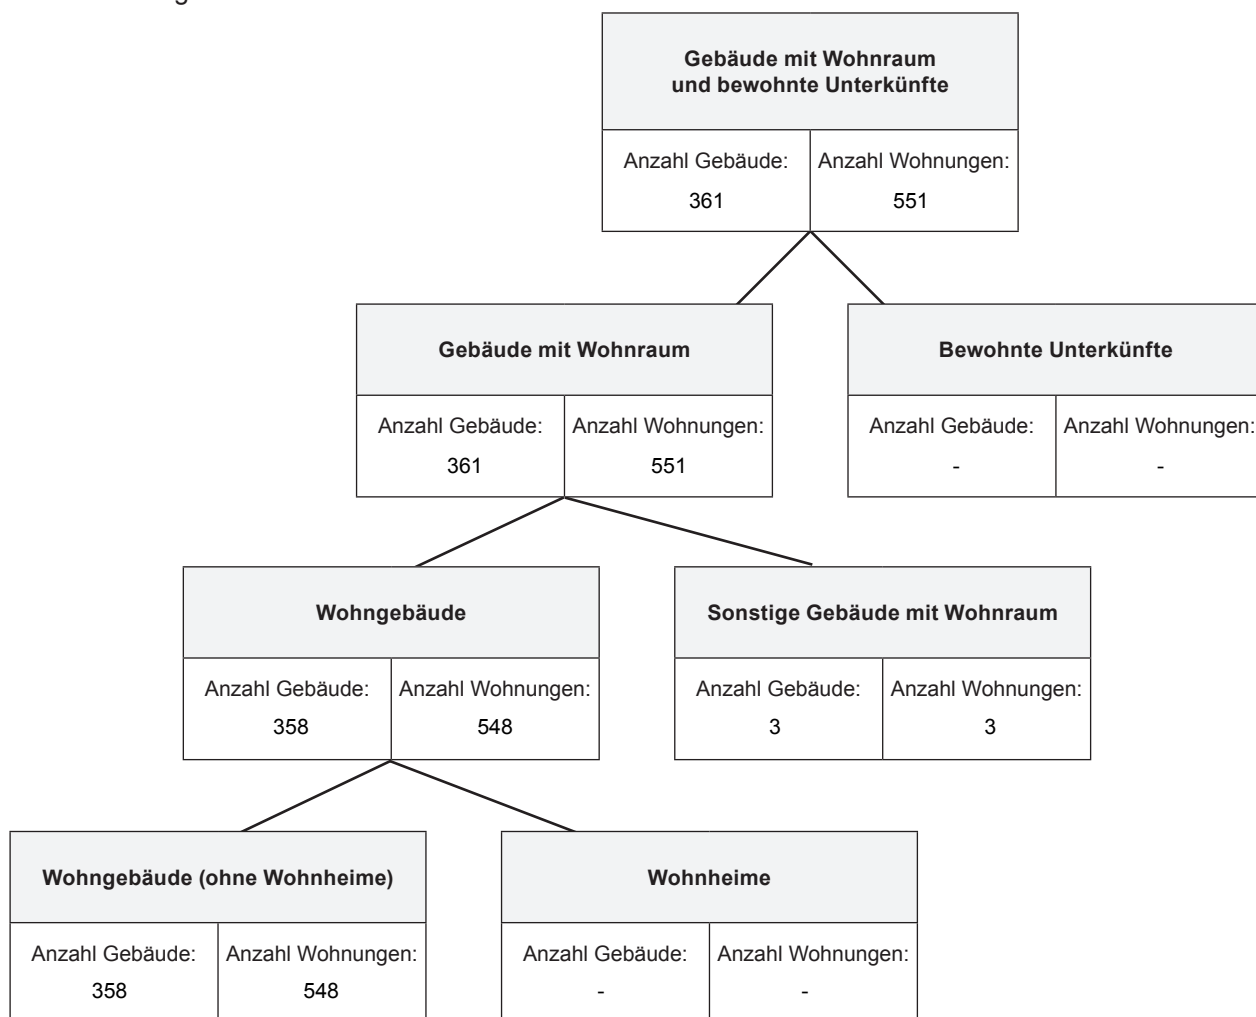 Gebäude mit Wohnraum
und bewohnte Unterkünfte
Anzahl Gebäude: Anzahl Wohnungen:
361 551
Gebäude mit Wohnraum
Bewohnte Unterkünfte
Anzahl Gebäude: Anzahl Wohnungen:
361 551
Anzahl Gebäude: Anzahl Wohnungen:
- -
Wohngebäude
Sonstige Gebäude mit Wohnraum
Anzahl Gebäude: Anzahl Wohnungen:
358 548
Anzahl Gebäude: Anzahl Wohnungen:
3 3
Wohngebäude (ohne Wohnheime)
Wohnheime
Anzahl Gebäude: Anzahl Wohnungen:
358 548
Anzahl Gebäude: Anzahl Wohnungen:
- -